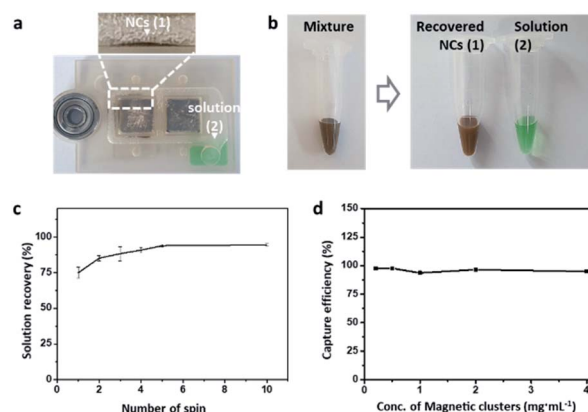 a
NCs (1)
solution
(2)
b
Mixture
Recovered
NCs (1)
Solution
(2)
c
Solution recovery (%)
100
75
50
25
0
0
2
4
6
8
10
Number of spin
d
Capture efficiency (%)
150
125
100
75
50
25
0
0
1
2
3
4
Conc. of Magnetic clusters (mg·mL⁻¹)